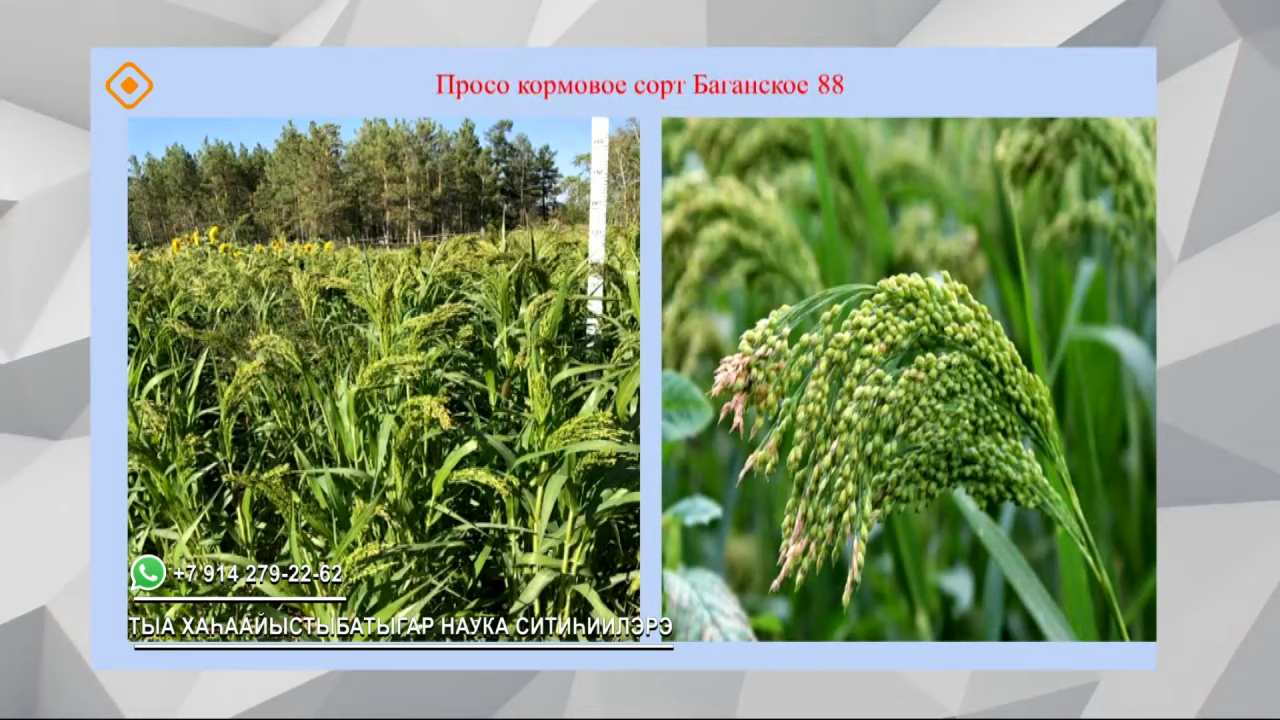 Просо кормовое сорт Баганское 88
+7 914 279-22-62
ТЫА ХАҺААЙЫСТЫБАТЫГАР НАУКА СИТИҺИИЛЭРЭ